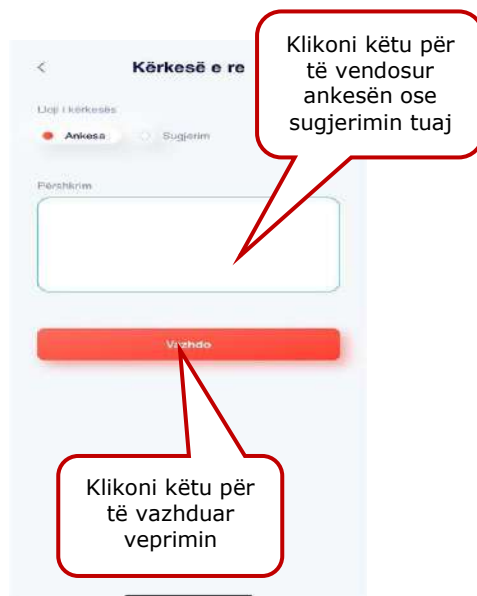 Klikoni këtu për
të vendosur
ankesën ose
sugjerimin tuaj
Kërkesë e re
Lloji i kërkesës
Ankesa
Sugjerim
Përshkrim
Vazhdo
Klikoni këtu për
të vazhduar
veprimin